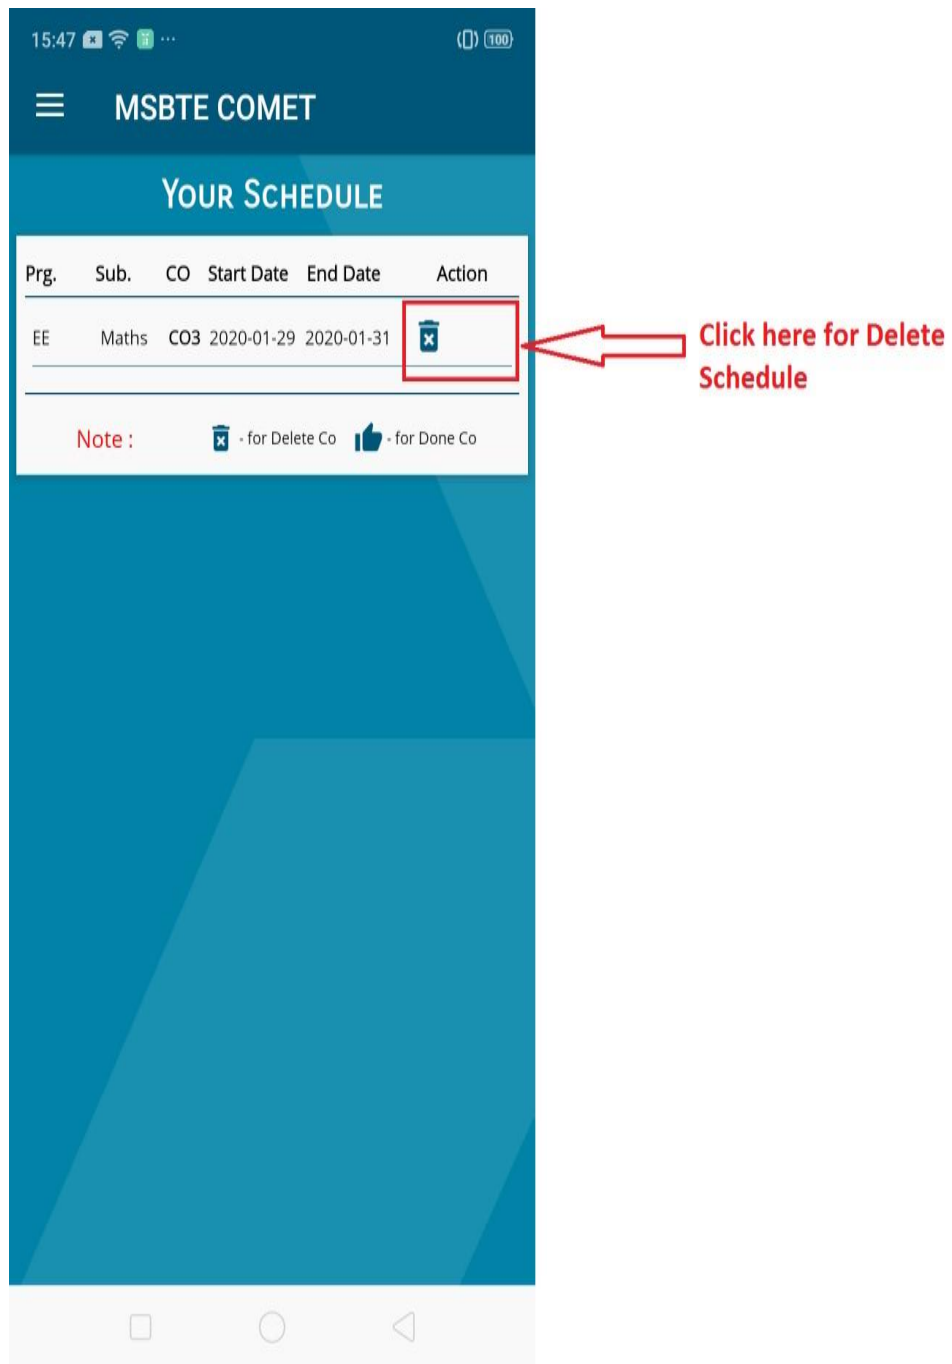 15:47 ... 100
MSBTE COMET
YOUR SCHEDULE
Prg. Sub. CO Start Date End Date Action
EE Maths CO3 2020-01-29 2020-01-31
Click here for Delete
Schedule
Note : - for Delete Co - for Done Co